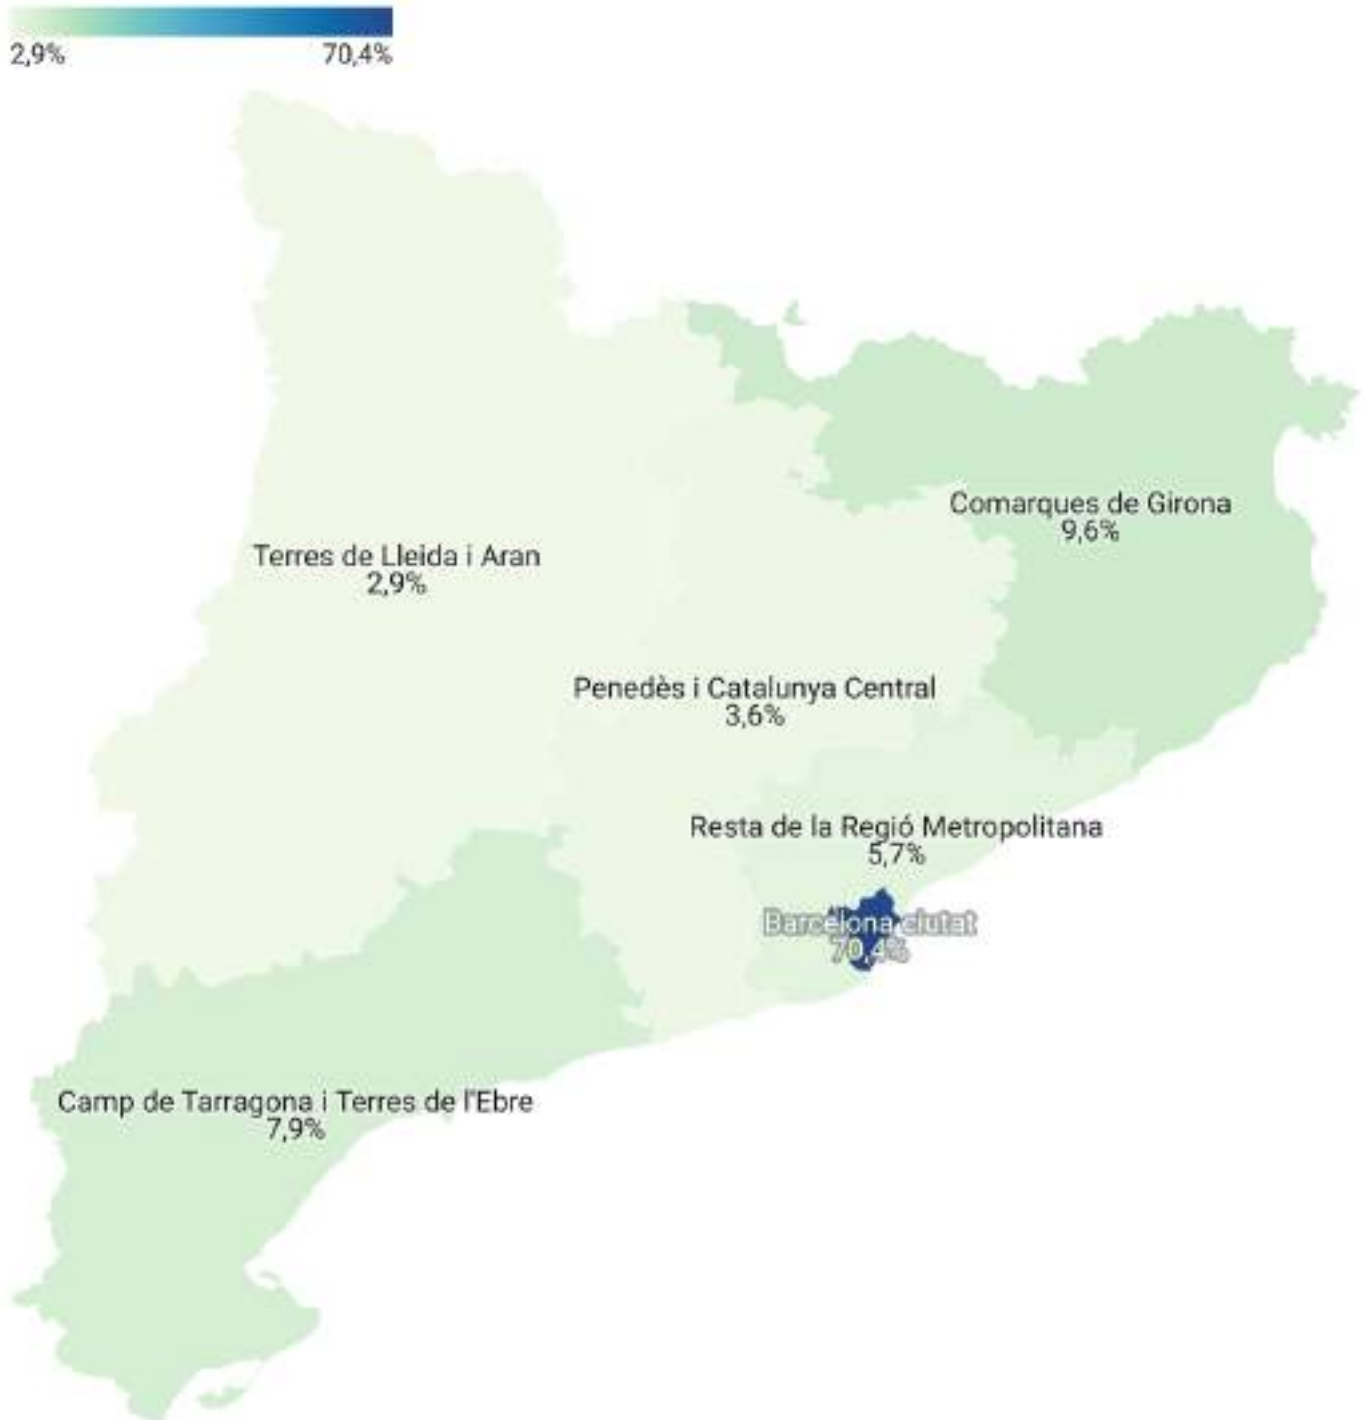 2,9% 70,4%
Comarques de Girona
9,6%
Terres de Lleida i Aran
2,9%
Penedès i Catalunya Central
3,6%
Resta de la Regió Metropolitana
5,7%
Barcelona ciutat
70,4%
Camp de Tarragona i Terres de l'Ebre
7,9%